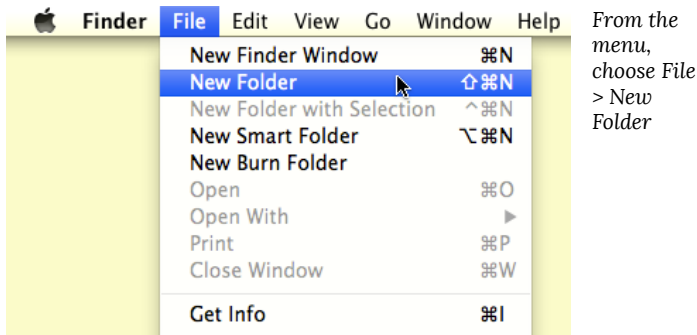 Finder File Edit View Go Window Help
New Finder Window ⌘N
New Folder ⇧⌘N
New Folder with Selection ^⌘N
New Smart Folder ⌥⌘N
New Burn Folder
Open ⌘O
Open With ▶
Print ⌘P
Close Window ⌘W
Get Info ⌘I
From the
menu,
choose File
> New
Folder